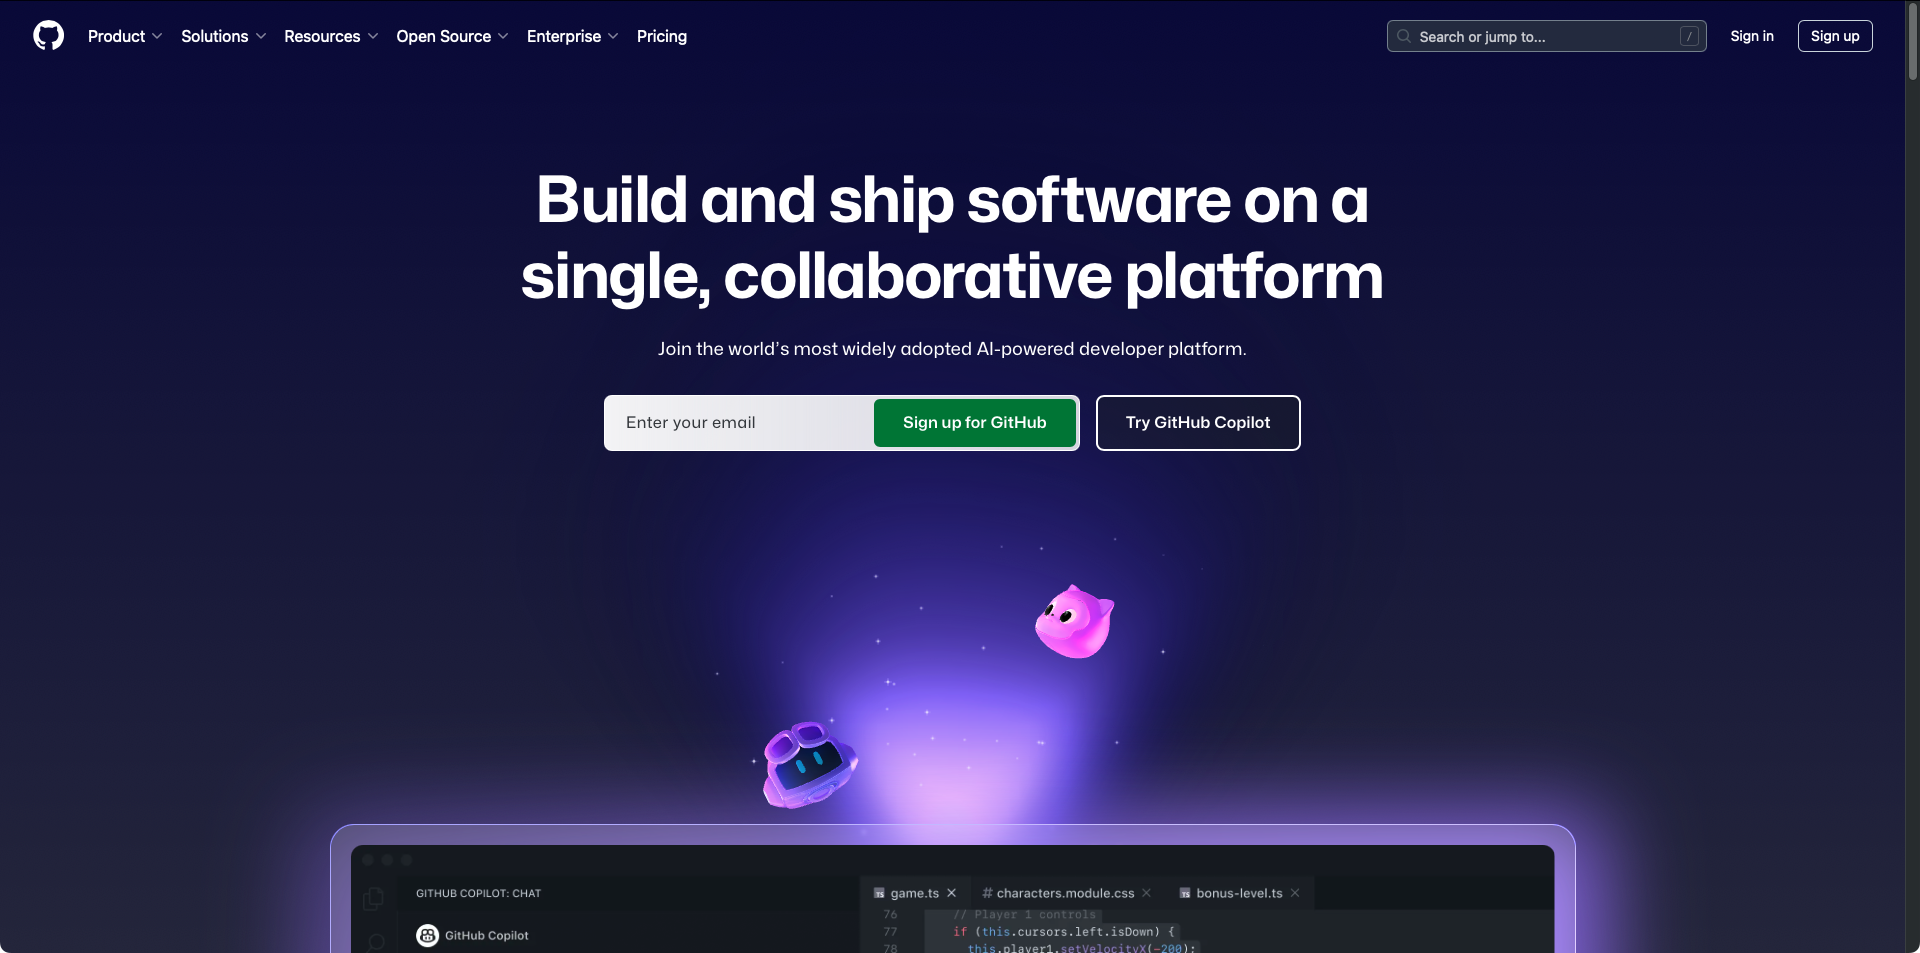 Product
Solutions
Resources
Open Source
Enterprise
Pricing
Search or jump to...
/
Sign in
Sign up
Build and ship software on a
single, collaborative platform
Join the world's most widely adopted AI-powered developer platform.
Enter your email
Sign up for GitHub
Try GitHub Copilot
GITHUB COPILOT: CHAT
GitHub Copilot
TS game.ts
# characters.module.css
TS bonus-level.ts
76 // Player 1 controls
77 if (this.cursors.left.isDown) {
78 this.player1.setVelocityX(-200);